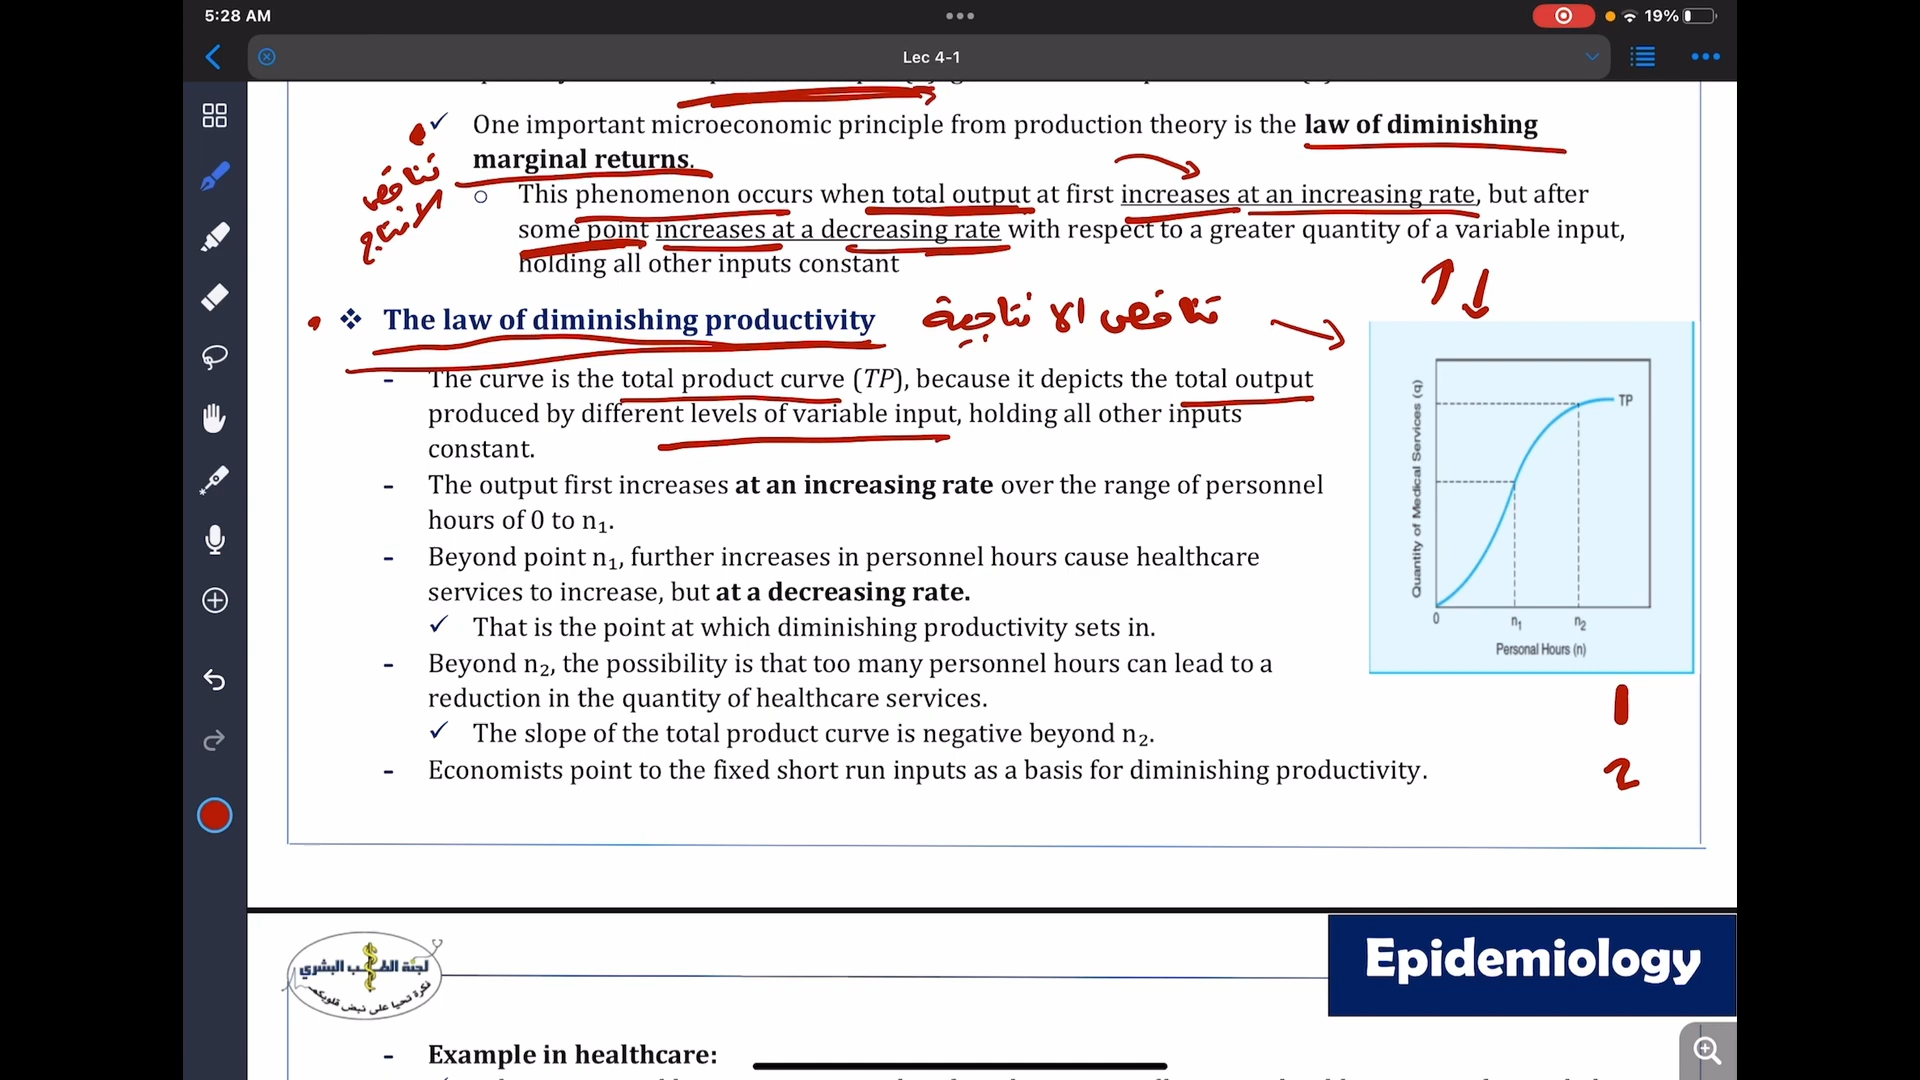 5:28 AM
19%
Lec 4-1
✓ One important microeconomic principle from production theory is the law of diminishing
marginal returns.
تناقص
الانتاج
○ This phenomenon occurs when total output at first increases at an increasing rate, but after
some point increases at a decreasing rate with respect to a greater quantity of a variable input,
holding all other inputs constant
❖ The law of diminishing productivity
تناقص الانتاجية
- The curve is the total product curve (TP), because it depicts the total output
produced by different levels of variable input, holding all other inputs
constant.
- The output first increases at an increasing rate over the range of personnel
hours of 0 to n₁.
- Beyond point n₁, further increases in personnel hours cause healthcare
services to increase, but at a decreasing rate.
✓ That is the point at which diminishing productivity sets in.
- Beyond n₂, the possibility is that too many personnel hours can lead to a
reduction in the quantity of healthcare services.
✓ The slope of the total product curve is negative beyond n₂.
- Economists point to the fixed short run inputs as a basis for diminishing productivity.
Quantity of Medical Services (q)
TP
0
n₁
n₂
Personal Hours (n)
1
2
لجنة الطب البشري
فكرة تحيا على نبض قلوبكم
Epidemiology
- Example in healthcare: